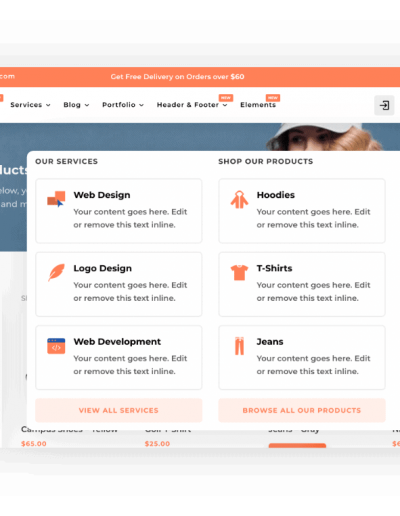 .com
Get Free Delivery on Orders over $60
Services
Blog
Portfolio
NEW
Header & Footer
NEW
Elements
OUR SERVICES
SHOP OUR PRODUCTS
Web Design
Your content goes here. Edit
or remove this text inline.
Hoodies
Your content goes here. Edit
or remove this text inline.
Logo Design
Your content goes here. Edit
or remove this text inline.
T-Shirts
Your content goes here. Edit
or remove this text inline.
Web Development
Your content goes here. Edit
or remove this text inline.
Jeans
Your content goes here. Edit
or remove this text inline.
VIEW ALL SERVICES
BROWSE ALL OUR PRODUCTS
Campus Shoes – Yellow
Golf T-Shirt
Jeans – Gray
$65.00
$25.00